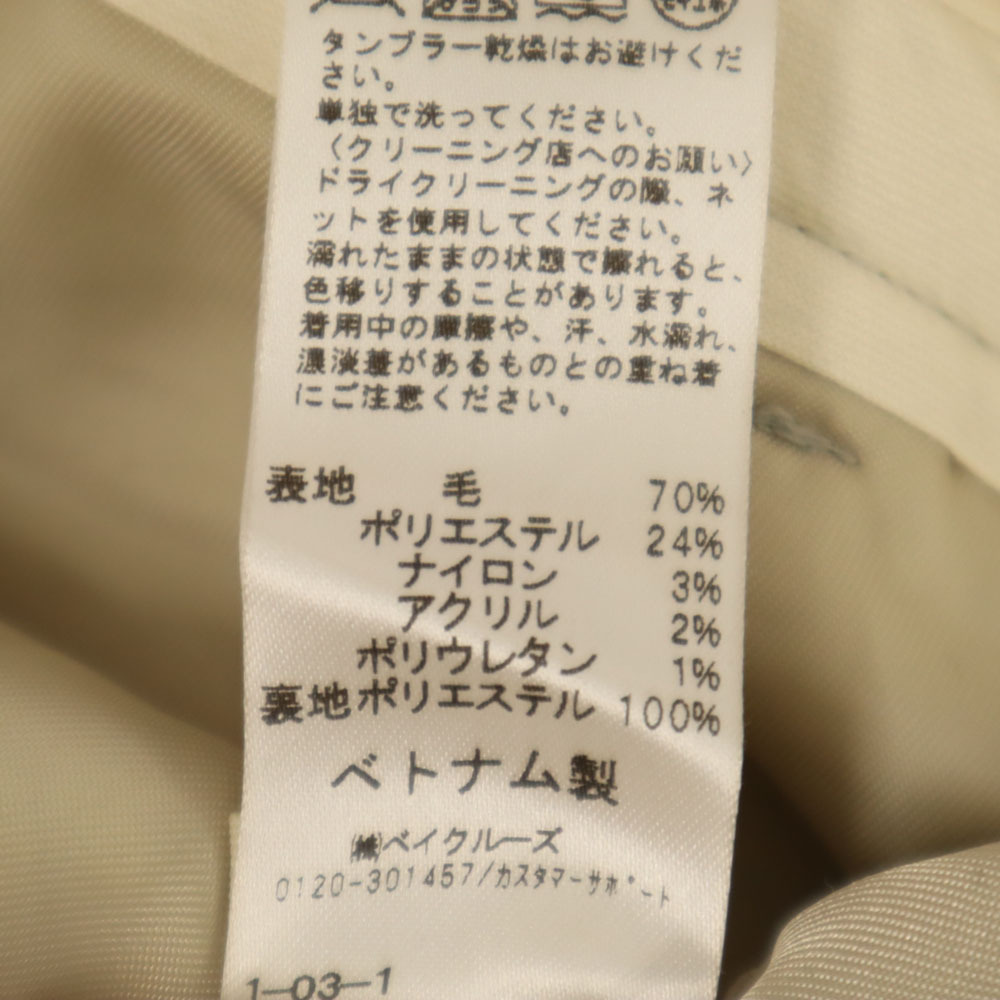 タンブラー乾燥はお避けくだ
さい。
単独で洗ってください。
〈クリーニング店へのお願い〉
ドライクリーニングの際、ネ
ットを使用してください。
濡れたままの状態で擦れると、
色移りすることがあります。
着用中の摩擦や、汗、水濡れ、
濃淡差があるものとの重ね着
にご注意ください。
表地 毛 70%
ポリエステル 24%
ナイロン 3%
アクリル 2%
ポリウレタン 1%
裏地ポリエステル 100%
ベトナム製
㈱ベイクルーズ
0120-301457/カスタマーサポート
1-03-1